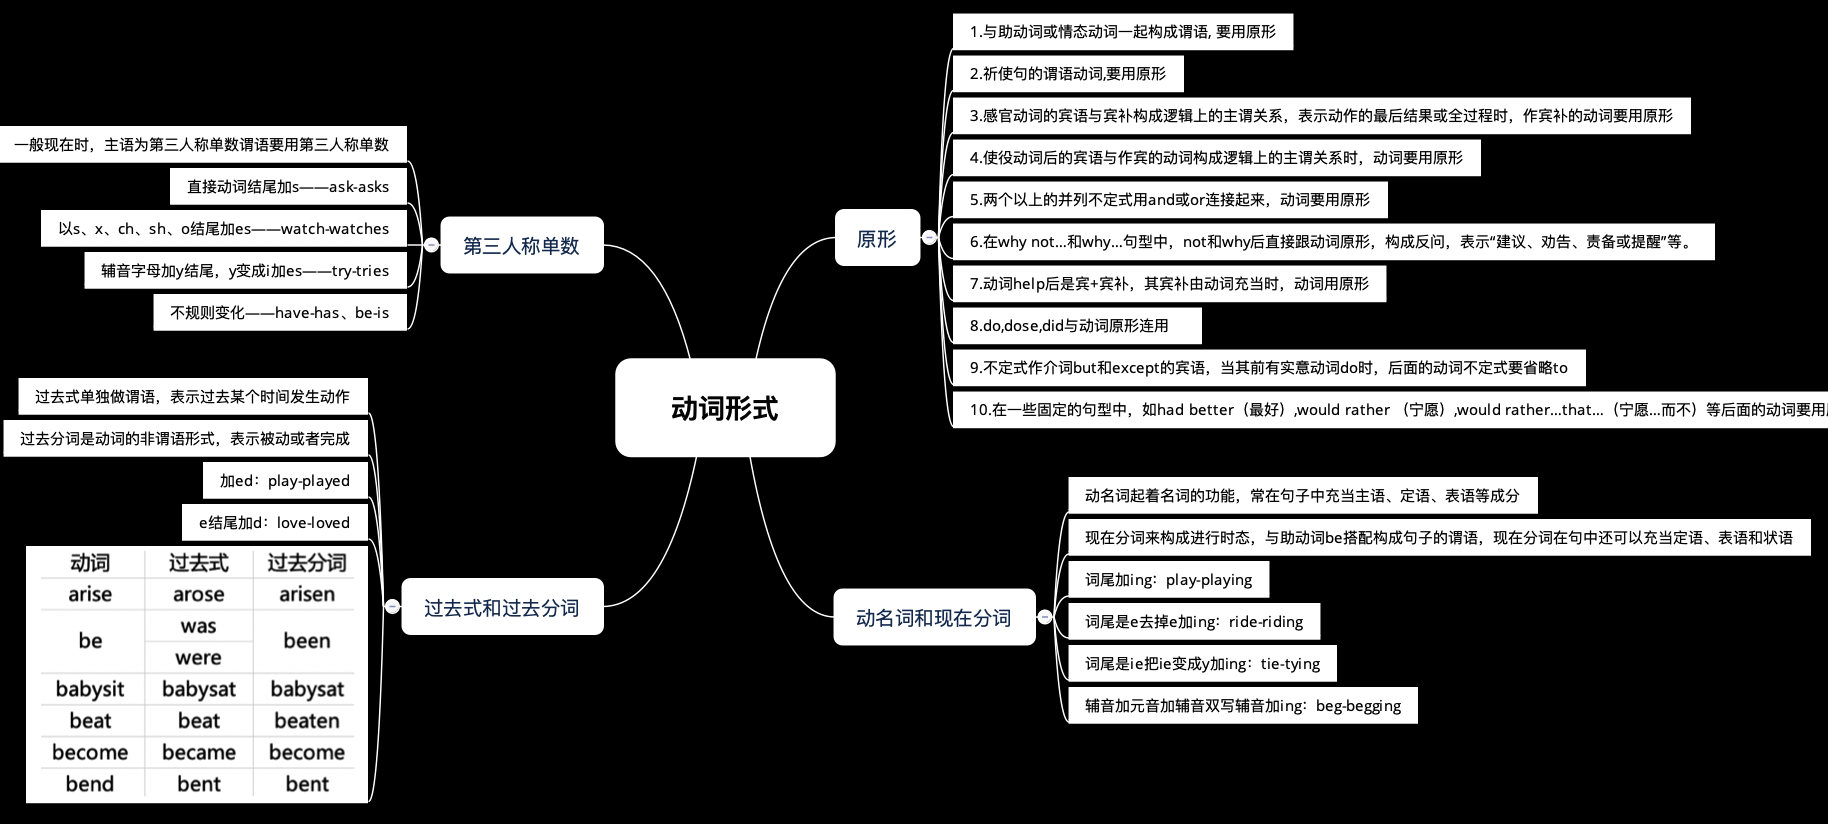 动词形式
原形
1.与助动词或情态动词一起构成谓语, 要用原形
2.祈使句的谓语动词,要用原形
3.感官动词的宾语与宾补构成逻辑上的主谓关系，表示动作的最后结果或全过程时，作宾补的动词要用原形
4.使役动词后的宾语与作宾的动词构成逻辑上的主谓关系时，动词要用原形
5.两个以上的并列不定式用and或or连接起来，动词要用原形
6.在why not...和why...句型中，not和why后直接跟动词原形，构成反问，表示“建议、劝告、责备或提醒”等。
7.动词help后是宾+宾补，其宾补由动词充当时，动词用原形
8.do,dose,did与动词原形连用
9.不定式作介词but和except的宾语，当其前有实意动词do时，后面的动词不定式要省略to
10.在一些固定的句型中，如had better（最好）,would rather （宁愿）,would rather...that...（宁愿...而不）等后面的动词要用
动名词和现在分词
动名词起着名词的功能，常在句子中充当主语、定语、表语等成分
现在分词来构成进行时态，与助动词be搭配构成句子的谓语，现在分词在句中还可以充当定语、表语和状语
词尾加ing：play-playing
词尾是e去掉e加ing：ride-riding
词尾是ie把ie变成y加ing：tie-tying
辅音加元音加辅音双写辅音加ing：beg-begging
第三人称单数
一般现在时，主语为第三人称单数谓语要用第三人称单数
直接动词结尾加s——ask-asks
以s、x、ch、sh、o结尾加es——watch-watches
辅音字母加y结尾，y变成i加es——try-tries
不规则变化——have-has、be-is
过去式和过去分词
过去式单独做谓语，表示过去某个时间发生动作
过去分词是动词的非谓语形式，表示被动或者完成
加ed：play-played
e结尾加d：love-loved
动词 过去式 过去分词
arise arose arisen
be was been
were
babysit babysat babysat
beat beat beaten
become became become
bend bent bent